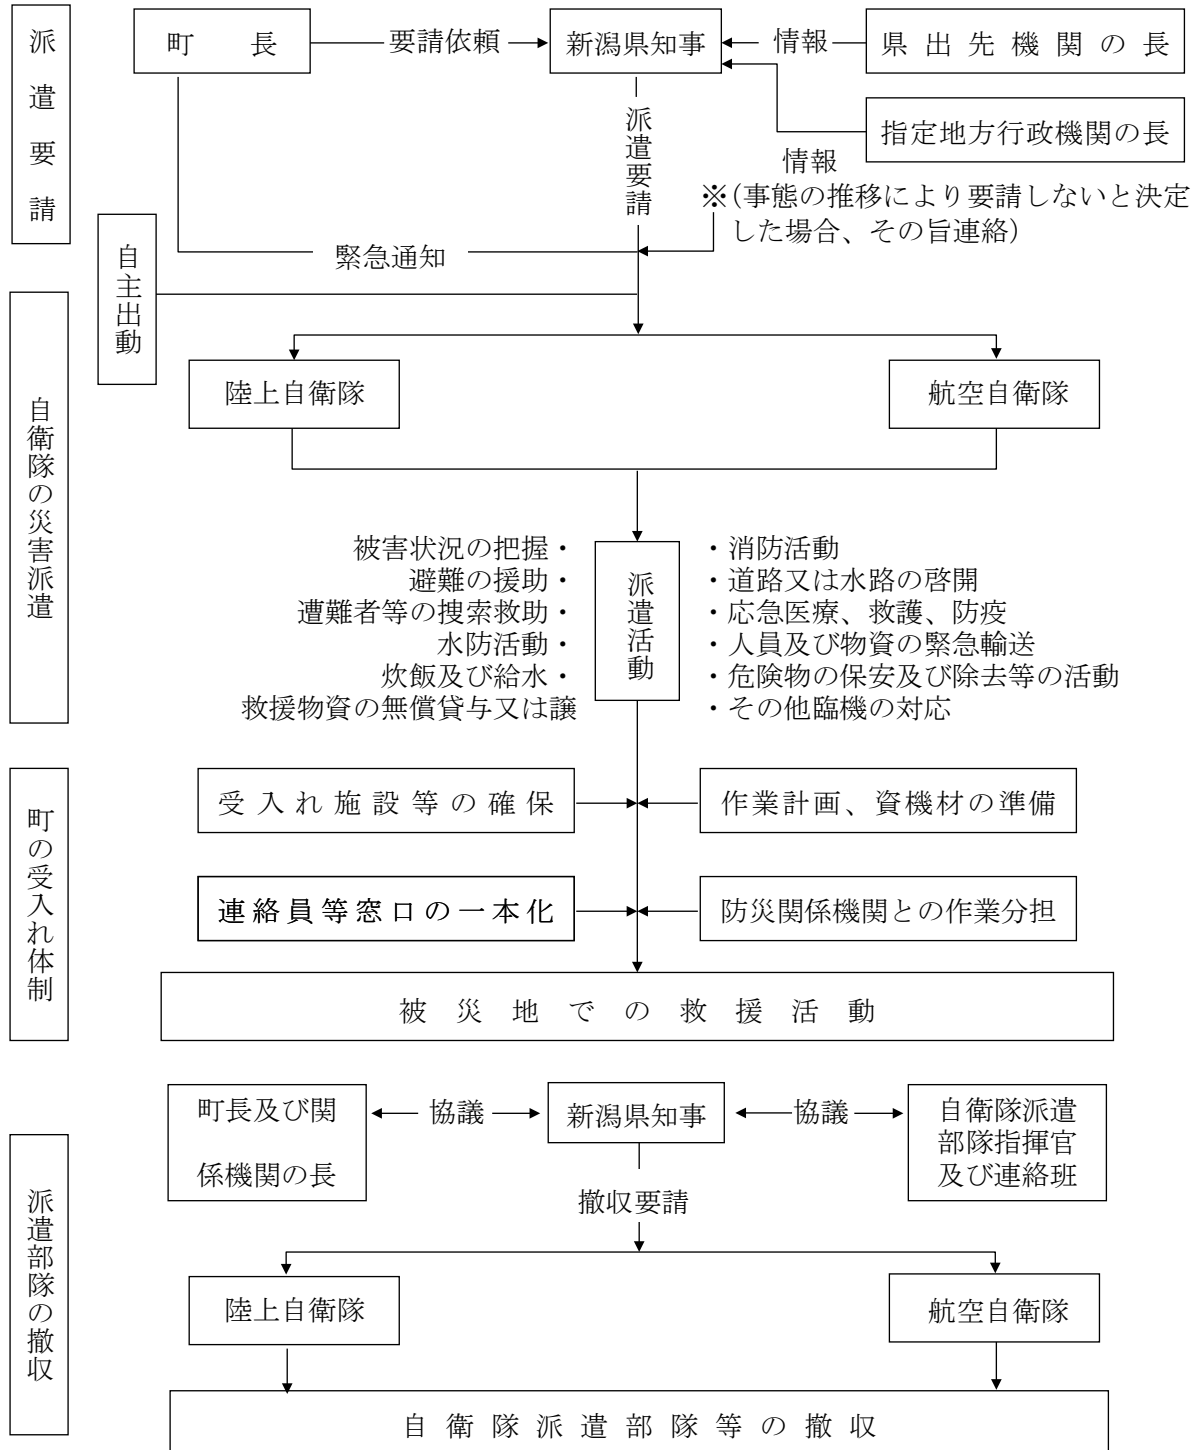 派遣要請
町　長
要請依頼
新潟県知事
情報
県出先機関の長
指定地方行政機関の長
情報
派遣要請
※(事態の推移により要請しないと決定
した場合、その旨連絡)
緊急通知
自主出動
自衛隊の災害派遣
陸上自衛隊
航空自衛隊
被害状況の把握・
避難の援助・
遭難者等の捜索救助・
水防活動・
炊飯及び給水・
救援物資の無償貸与又は譲
派遣活動
・消防活動
・道路又は水路の啓開
・応急医療、救護、防疫
・人員及び物資の緊急輸送
・危険物の保安及び除去等の活動
・その他臨機の対応
町の受入れ体制
受入れ施設等の確保
作業計画、資機材の準備
連絡員等窓口の一本化
防災関係機関との作業分担
被災地での救援活動
派遣部隊の撤収
町長及び関
係機関の長
協議
新潟県知事
協議
自衛隊派遣
部隊指揮官
及び連絡班
撤収要請
陸上自衛隊
航空自衛隊
自衛隊派遣部隊等の撤収